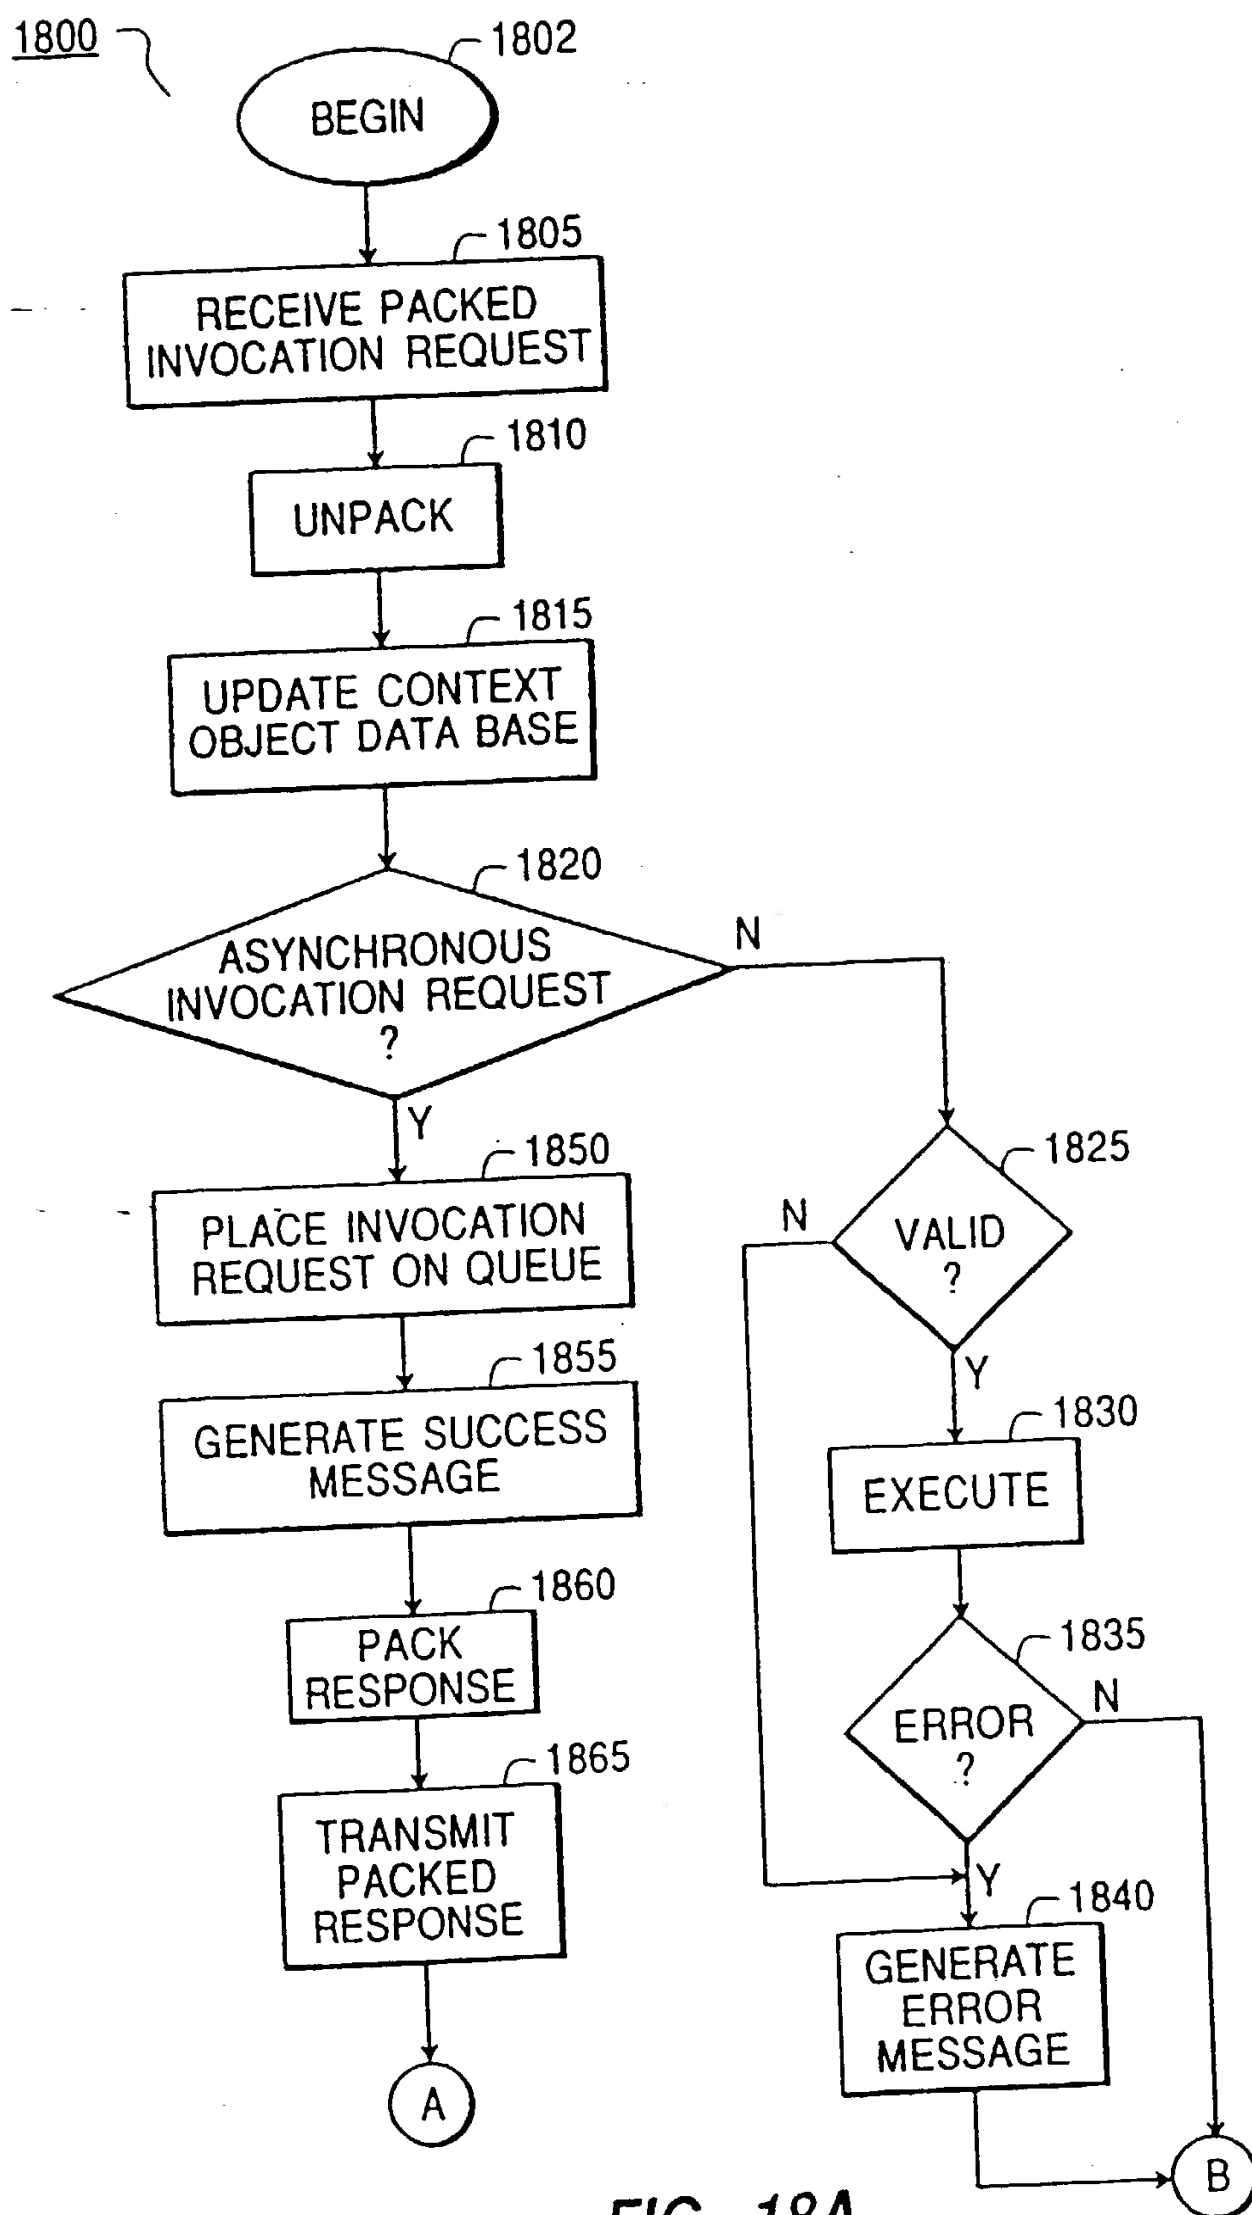 1800
1802
BEGIN
1805
RECEIVE PACKED
INVOCATION REQUEST
1810
UNPACK
1815
UPDATE CONTEXT
OBJECT DATA BASE
1820
ASYNCHRONOUS
INVOCATION REQUEST
?
N
Y
1850
PLACE INVOCATION
REQUEST ON QUEUE
1855
GENERATE SUCCESS
MESSAGE
1860
PACK
RESPONSE
1865
TRANSMIT
PACKED
RESPONSE
A
1825
VALID
?
N
Y
1830
EXECUTE
1835
ERROR
?
N
Y
1840
GENERATE
ERROR
MESSAGE
B
FIG. 18A